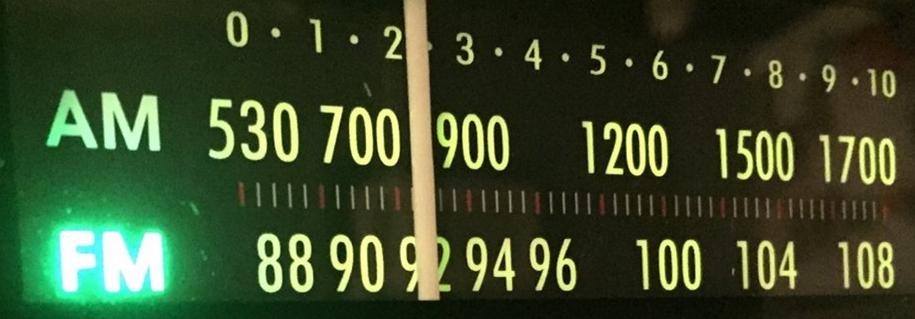 0 · 1 · 2 · 3 · 4 · 5 · 6 · 7 · 8 · 9 · 10
AM 530 700 900 1200 1500 1700
FM 88 90 92 94 96 100 104 108